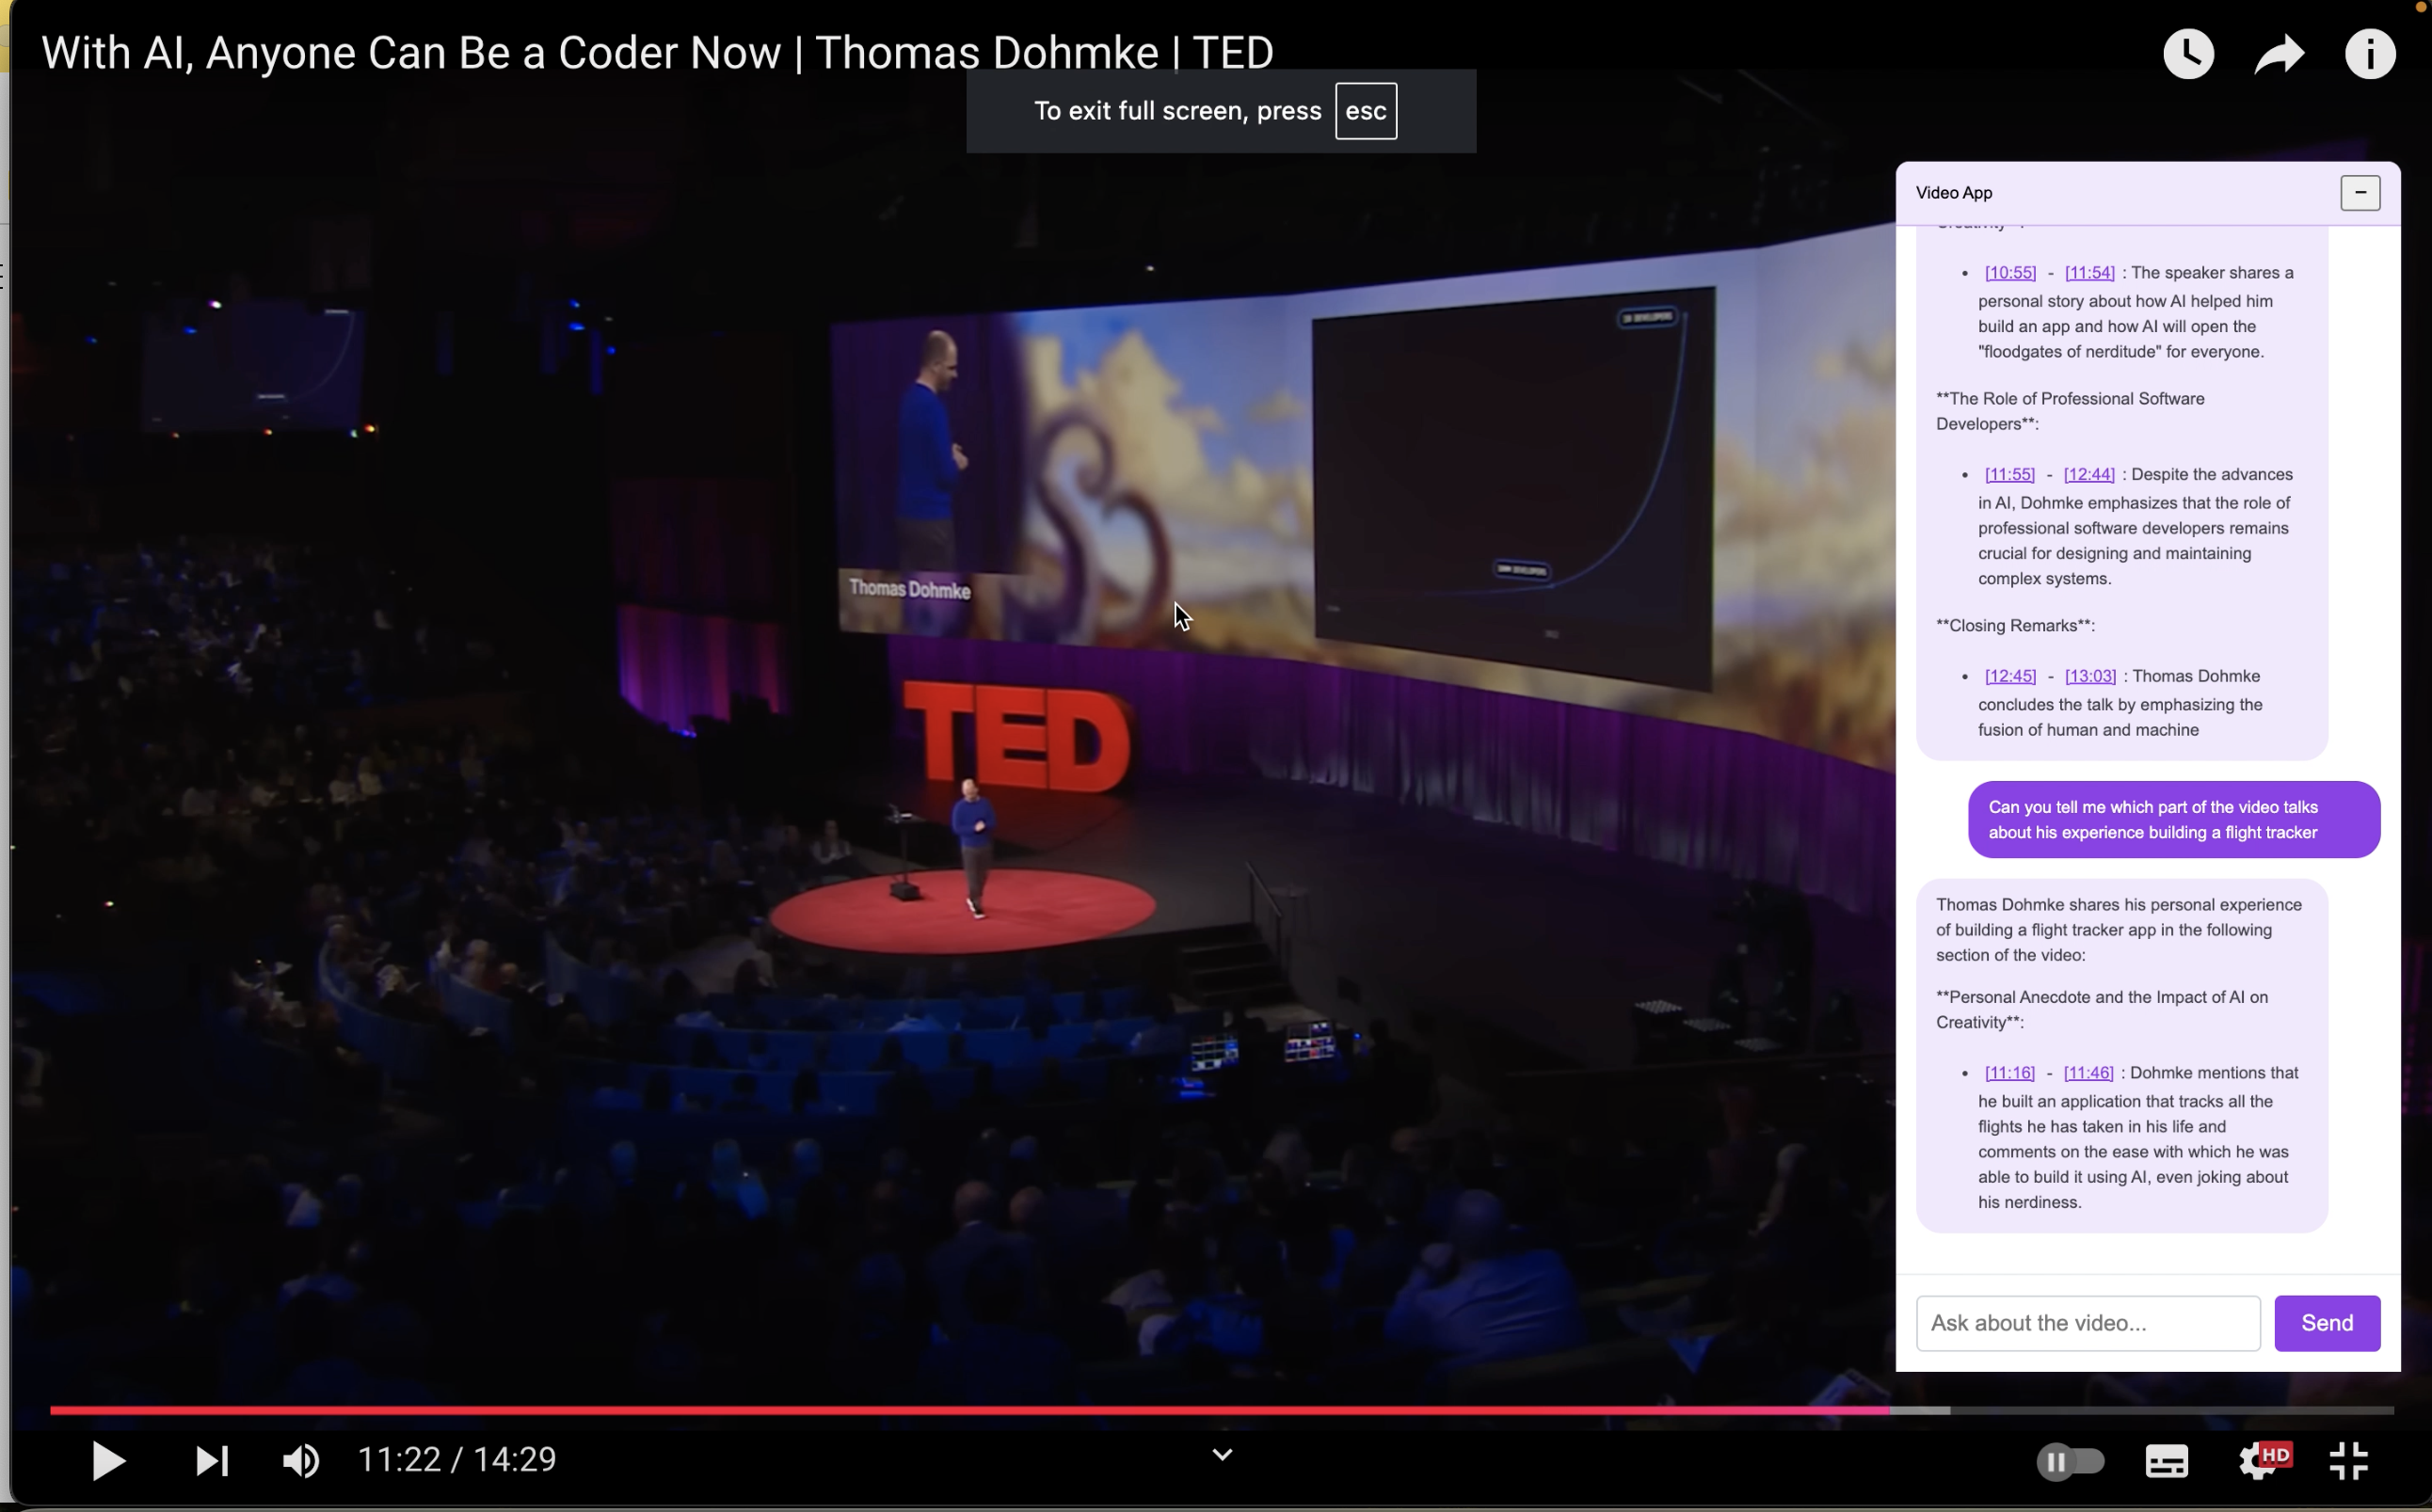 With AI, Anyone Can Be a Coder Now | Thomas Dohmke | TED
To exit full screen, press esc
Thomas Dohmke
TED
Video App
[10:55] - [11:54] : The speaker shares a
personal story about how AI helped him
build an app and how AI will open the
"floodgates of nerditude" for everyone.
**The Role of Professional Software
Developers**:
[11:55] - [12:44] : Despite the advances
in AI, Dohmke emphasizes that the role of
professional software developers remains
crucial for designing and maintaining
complex systems.
**Closing Remarks**:
[12:45] - [13:03] : Thomas Dohmke
concludes the talk by emphasizing the
fusion of human and machine
Can you tell me which part of the video talks
about his experience building a flight tracker
Thomas Dohmke shares his personal experience
of building a flight tracker app in the following
section of the video:
**Personal Anecdote and the Impact of AI on
Creativity**:
[11:16] - [11:46] : Dohmke mentions that
he built an application that tracks all the
flights he has taken in his life and
comments on the ease with which he was
able to build it using AI, even joking about
his nerdiness.
Ask about the video...
Send
11:22 / 14:29
HD